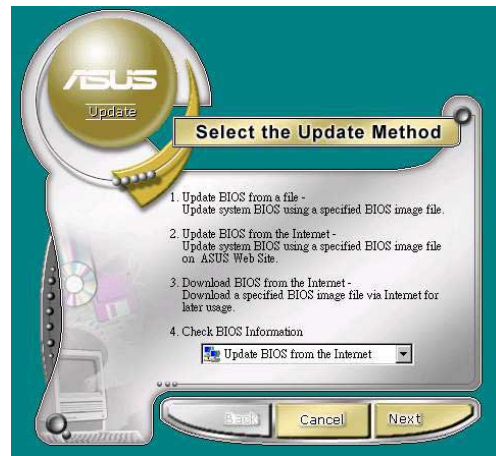 ASUS
Update
Select the Update Method
1. Update BIOS from a file -
Update system BIOS using a specified BIOS image file.
2. Update BIOS from the Internet -
Update system BIOS using a specified BIOS image file
on ASUS Web Site.
3. Download BIOS from the Internet -
Download a specified BIOS image file via Internet for
later usage.
4. Check BIOS Information
Update BIOS from the Internet
Back
Cancel
Next